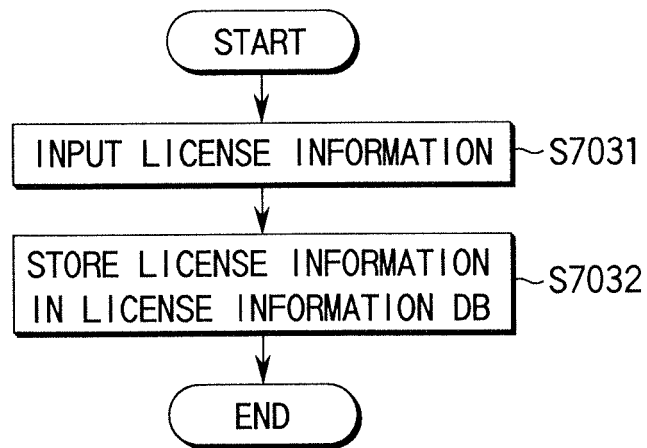 START
INPUT LICENSE INFORMATION
S7031
STORE LICENSE INFORMATION
IN LICENSE INFORMATION DB
S7032
END